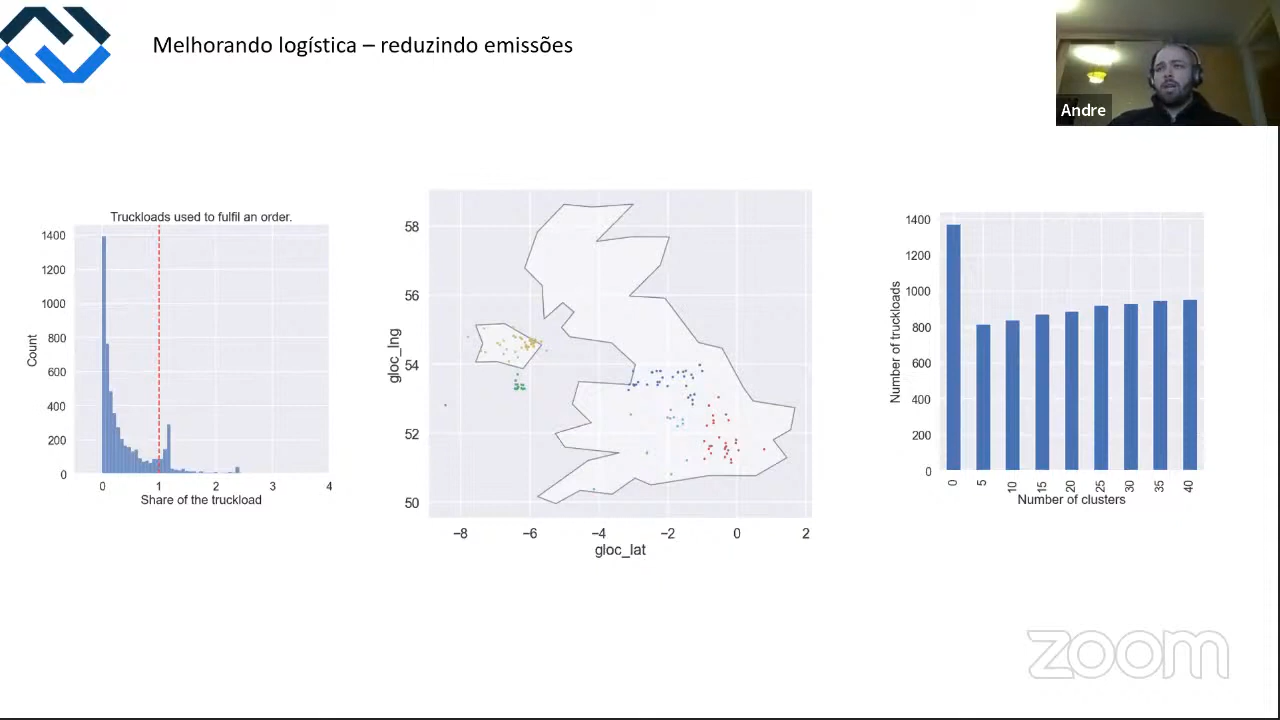 Melhorando logística – reduzindo emissões
Andre
Truckloads used to fulfil an order.
Count
1400
1200
1000
800
600
400
200
0
0 1 2 3 4
Share of the truckload
gloc_lng
58
56
54
52
50
−8 −6 −4 −2 0 2
gloc_lat
Number of truckloads
1400
1200
1000
800
600
400
200
0
0 5 10 15 20 25 30 35 40
Number of clusters
zoom